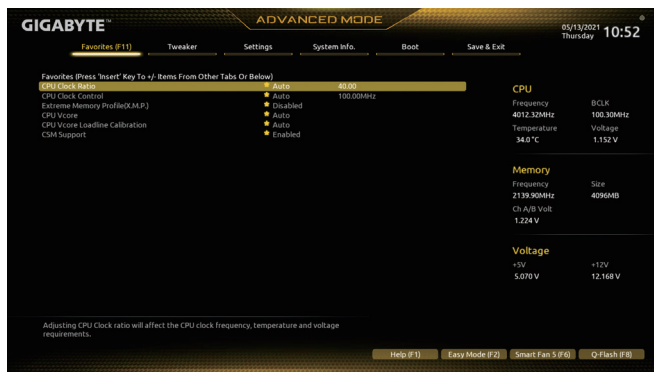 GIGABYTE™
ADVANCED MODE
05/13/2021 Thursday 10:52
Favorites (F11) Tweaker Settings System Info. Boot Save & Exit
Favorites (Press 'Insert' Key To +/- Items From Other Tabs Or Below)
CPU Clock Ratio Auto 40.00
CPU Clock Control Auto 100.00MHz
Extreme Memory Profile(X.M.P.) Disabled
CPU Vcore Auto
CPU Vcore Loadline Calibration Auto
CSM Support Enabled
CPU
Frequency BCLK
4012.32MHz 100.30MHz
Temperature Voltage
34.0 °C 1.152 V
Memory
Frequency Size
2139.90MHz 4096MB
Ch A/B Volt
1.224 V
Voltage
+5V +12V
5.070 V 12.168 V
Adjusting CPU Clock ratio will affect the CPU clock frequency, temperature and voltage
requirements.
Help (F1) Easy Mode (F2) Smart Fan 5 (F6) Q-Flash (F8)